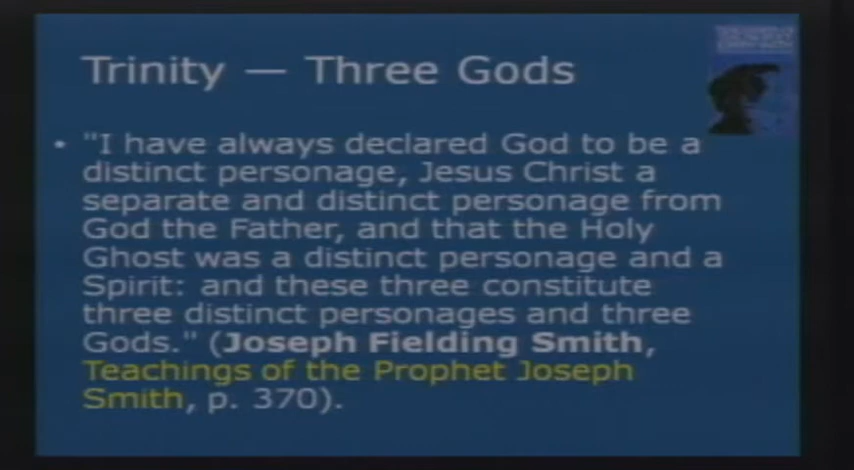 Trinity — Three Gods
• "I have always declared God to be a
distinct personage, Jesus Christ a
separate and distinct personage from
God the Father, and that the Holy
Ghost was a distinct personage and a
Spirit: and these three constitute
three distinct personages and three
Gods." (Joseph Fielding Smith,
Teachings of the Prophet Joseph
Smith, p. 370).